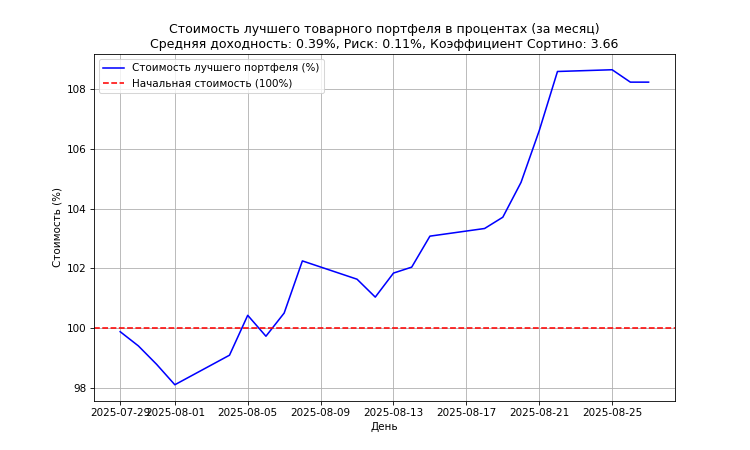 Стоимость лучшего товарного портфеля в процентах (за месяц)
Средняя доходность: 0.39%, Риск: 0.11%, Коэффициент Сортино: 3.66
Стоимость лучшего портфеля (%)
Начальная стоимость (100%)
Стоимость (%)
108
106
104
102
100
98
2025-07-29
2025-08-01
2025-08-05
2025-08-09
2025-08-13
2025-08-17
2025-08-21
2025-08-25
День